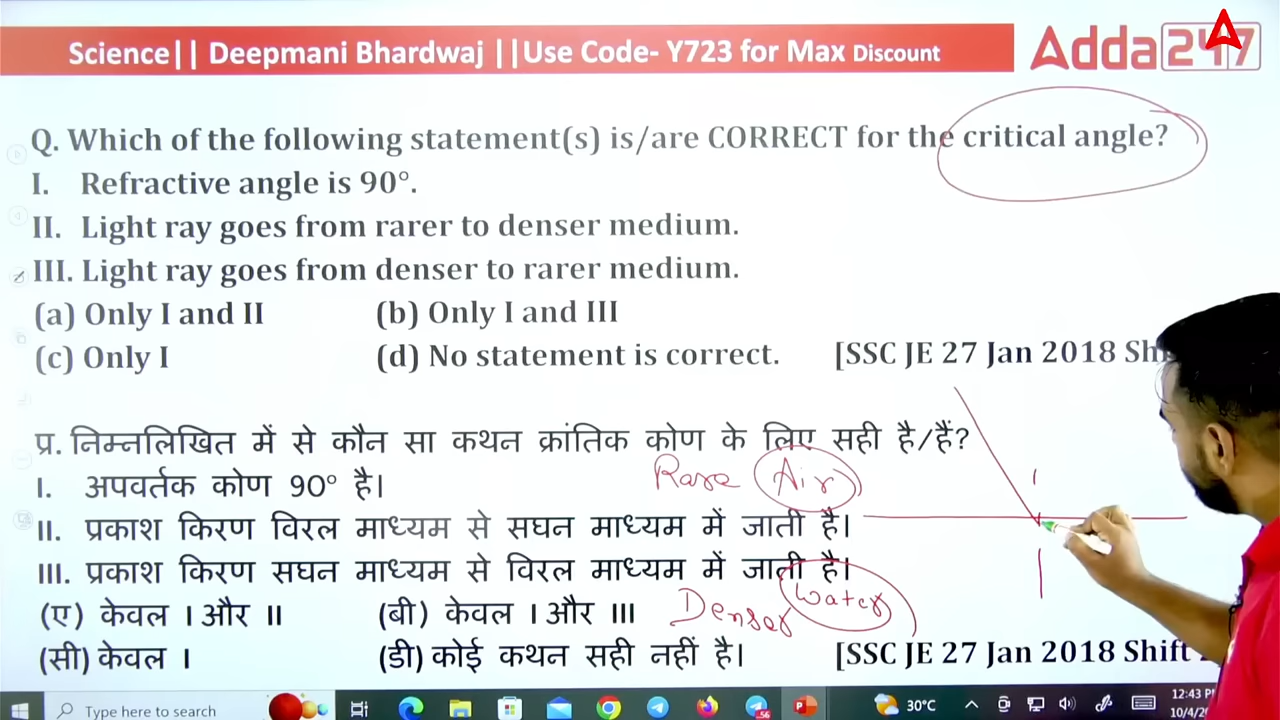 Science|| Deepmani Bhardwaj ||Use Code- Y723 for Max Discount
Adda 247
Q. Which of the following statement(s) is/are CORRECT for the critical angle?
I. Refractive angle is 90°.
II. Light ray goes from rarer to denser medium.
III. Light ray goes from denser to rarer medium.
(a) Only I and II (b) Only I and III
(c) Only I (d) No statement is correct. [SSC JE 27 Jan 2018
प्र. निम्नलिखित में से कौन सा कथन क्रांतिक कोण के लिए सही है/हैं?
Rare Air
I. अपवर्तक कोण 90° है।
II. प्रकाश किरण विरल माध्यम से सघन माध्यम में जाती है।
III. प्रकाश किरण सघन माध्यम से विरल माध्यम में जाती है।
Denser Water
(ए) केवल I और II (बी) केवल I और III
(सी) केवल I (डी) कोई कथन सही नहीं है। [SSC JE 27 Jan 2018 Shift
Type here to search 30°C 12:43
10/4/